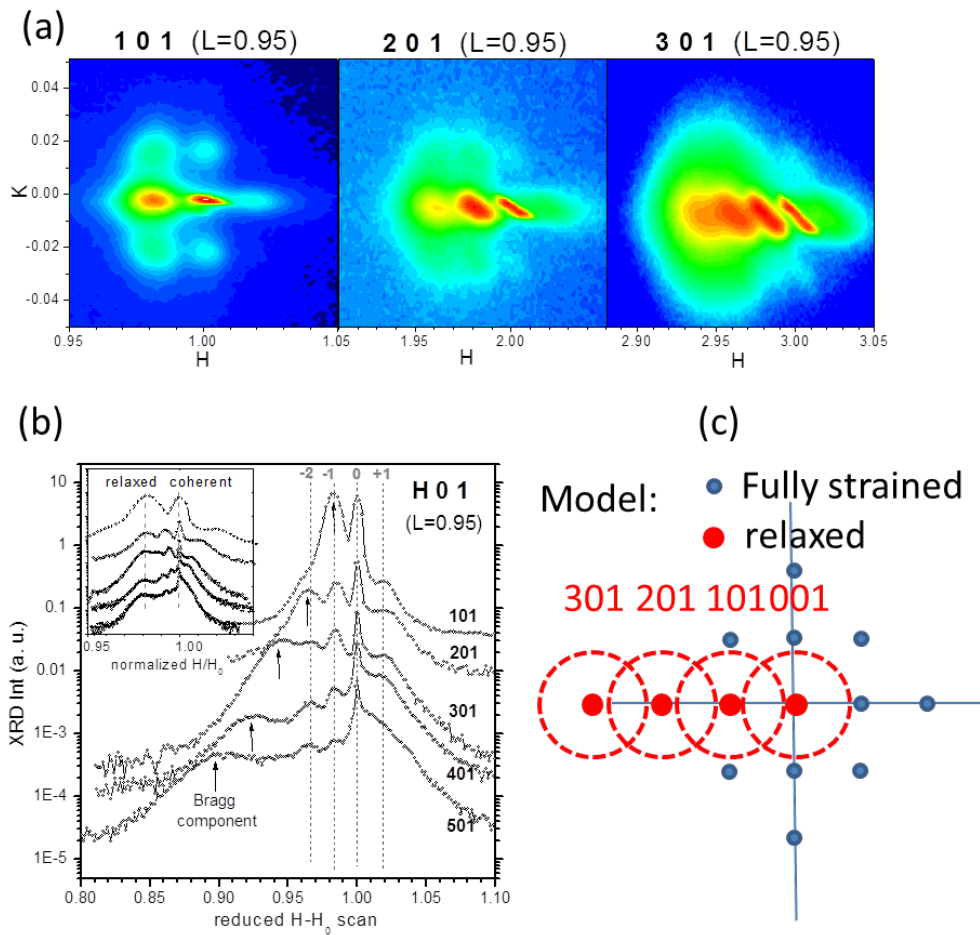 (a)
1 0 1 (L=0.95)
2 0 1 (L=0.95)
3 0 1 (L=0.95)
0.04
0.02
0.00
-0.02
-0.04
K
0.95 1.00 1.05
1.95 2.00
2.90 2.95 3.00 3.05
H
H
H
(b)
-2 -1 0 +1
H 0 1
(L=0.95)
relaxed coherent
0.95 1.00
normalized H/H0
10
1
0.1
0.01
1E-3
1E-4
1E-5
XRD Int (a. u.)
101
201
301
401
501
Bragg
component
0.80 0.85 0.90 0.95 1.00 1.05 1.10
reduced H-H0 scan
(c)
Model:
Fully strained
relaxed
301 201 101 001